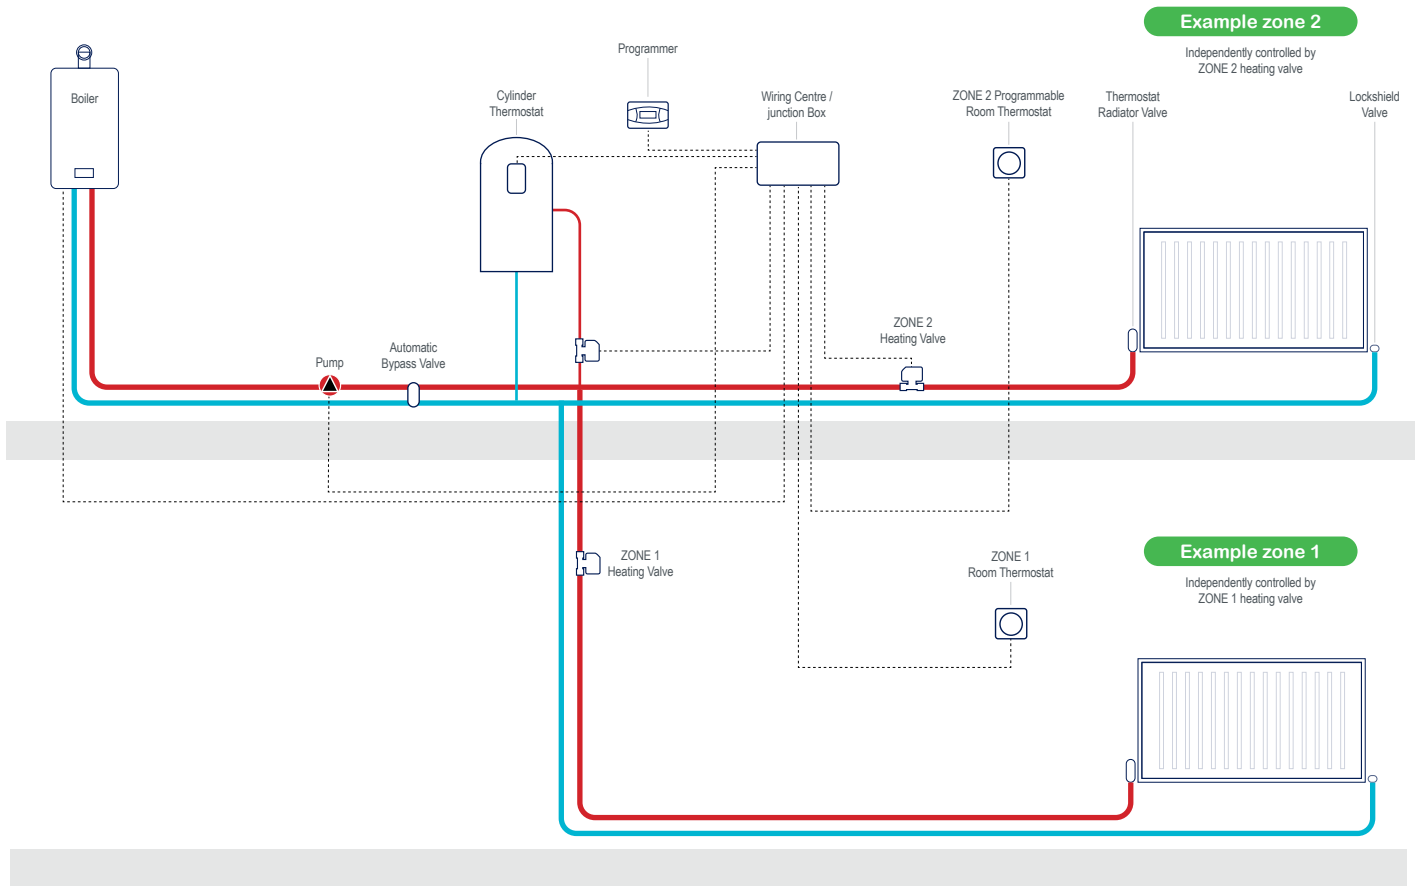 Example zone 2
Independently controlled by
ZONE 2 heating valve
Programmer
Boiler
Cylinder
Thermostat
Wiring Centre /
junction Box
ZONE 2 Programmable
Room Thermostat
Thermostat
Radiator Valve
Lockshield
Valve
ZONE 2
Heating Valve
Automatic
Bypass Valve
Pump
ZONE 1
Heating Valve
ZONE 1
Room Thermostat
Example zone 1
Independently controlled by
ZONE 1 heating valve